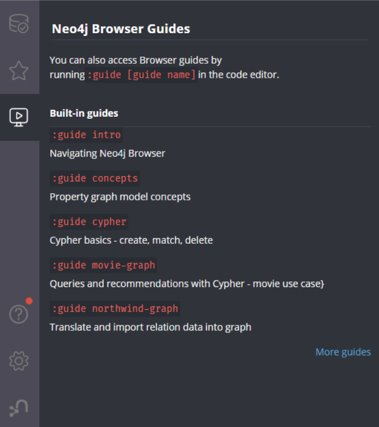 Neo4j Browser Guides
You can also access Browser guides by
running :guide [guide name] in the code editor.
Built-in guides
:guide intro
Navigating Neo4j Browser
:guide concepts
Property graph model concepts
:guide cypher
Cypher basics - create, match, delete
:guide movie-graph
Queries and recommendations with Cypher - movie use case}
:guide northwind-graph
Translate and import relation data into graph
More guides